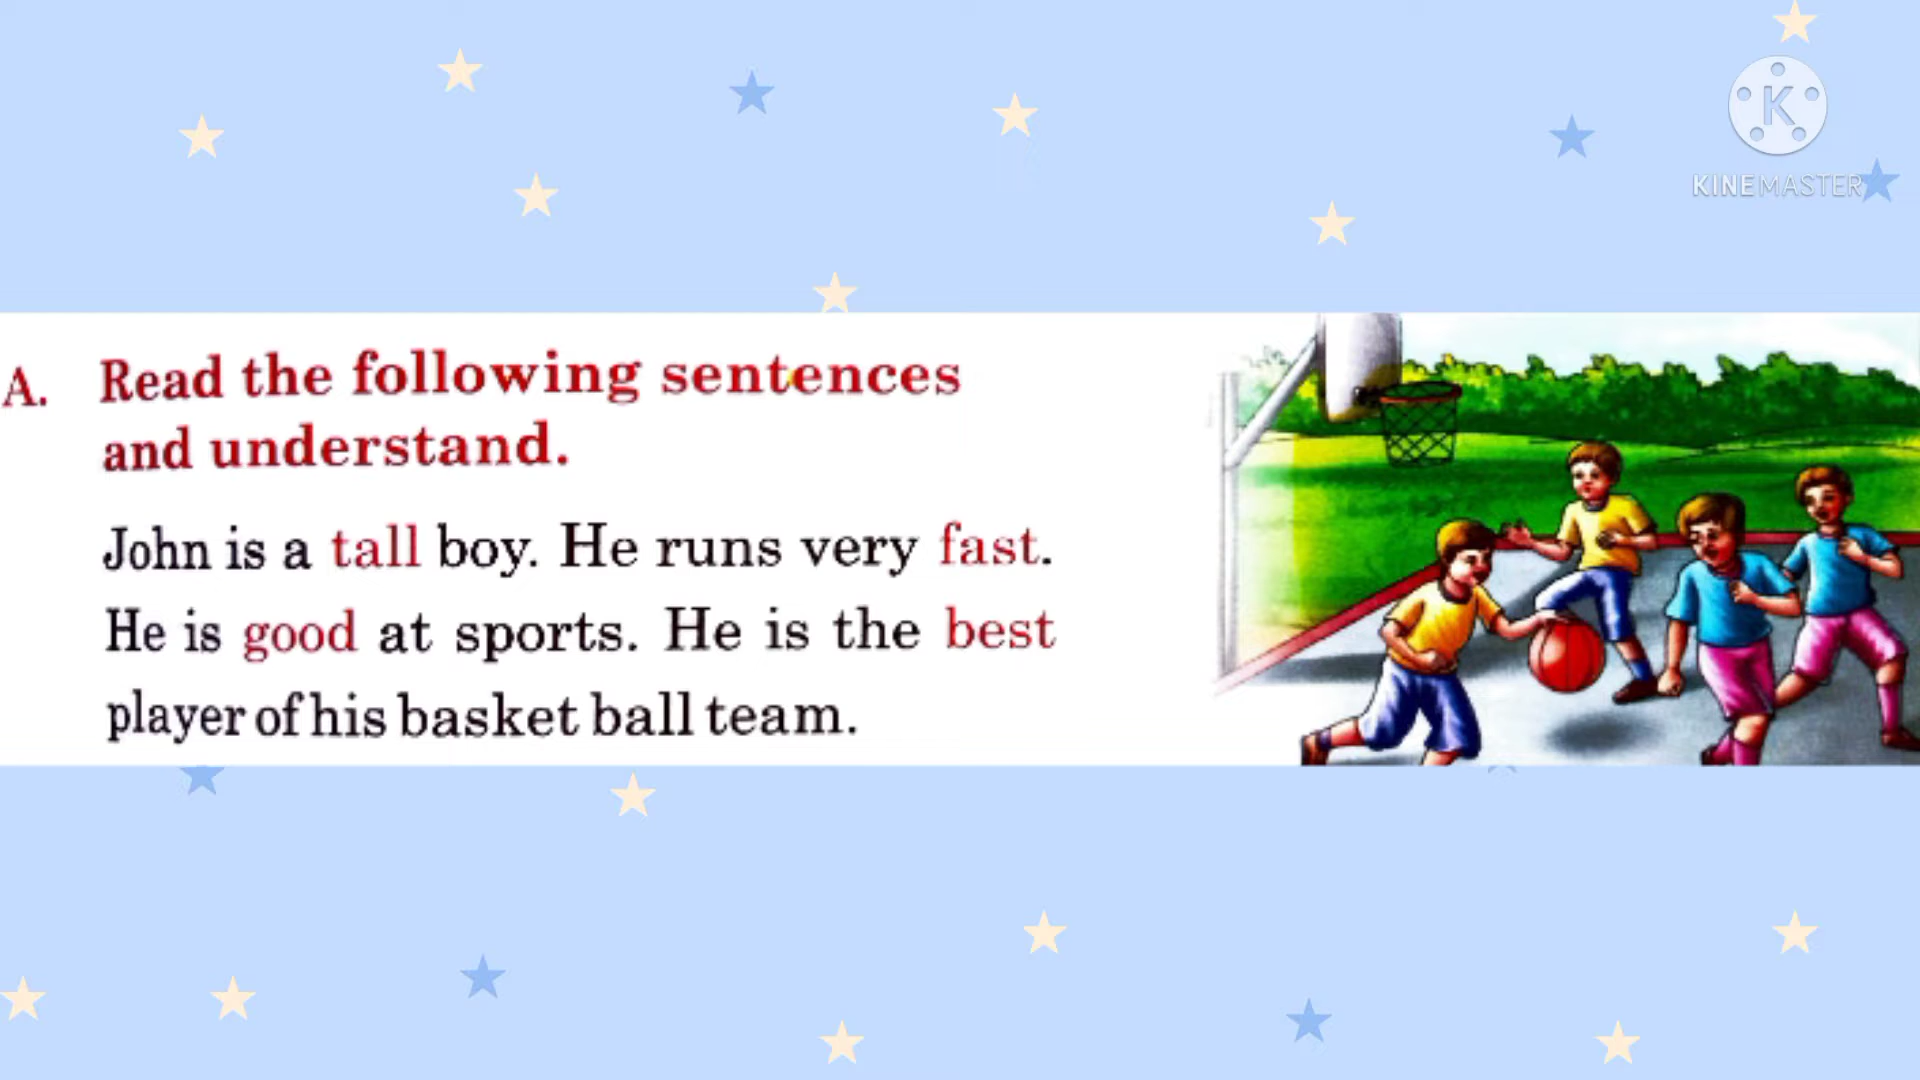 KINEMASTER
A. Read the following sentences
and understand.
John is a tall boy. He runs very fast.
He is good at sports. He is the best
player of his basket ball team.